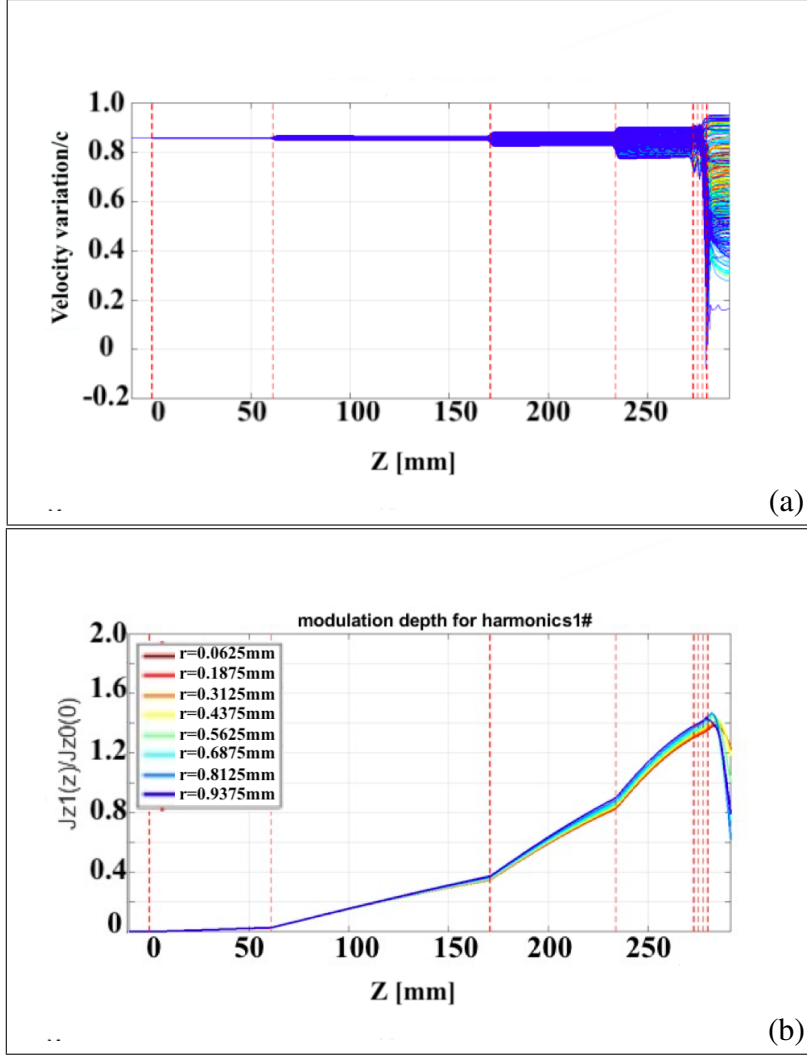 1.0
0.8
0.6
0.4
0.2
0
-0.2
Velocity variation/c
0 50 100 150 200 250
Z [mm]
(a)
modulation depth for harmonics1#
2.0
1.6
1.2
0.8
0.4
0
Jz1(z)/Jz0(0)
r=0.0625mm
r=0.1875mm
r=0.3125mm
r=0.4375mm
r=0.5625mm
r=0.6875mm
r=0.8125mm
r=0.9375mm
0 50 100 150 200 250
Z [mm]
(b)